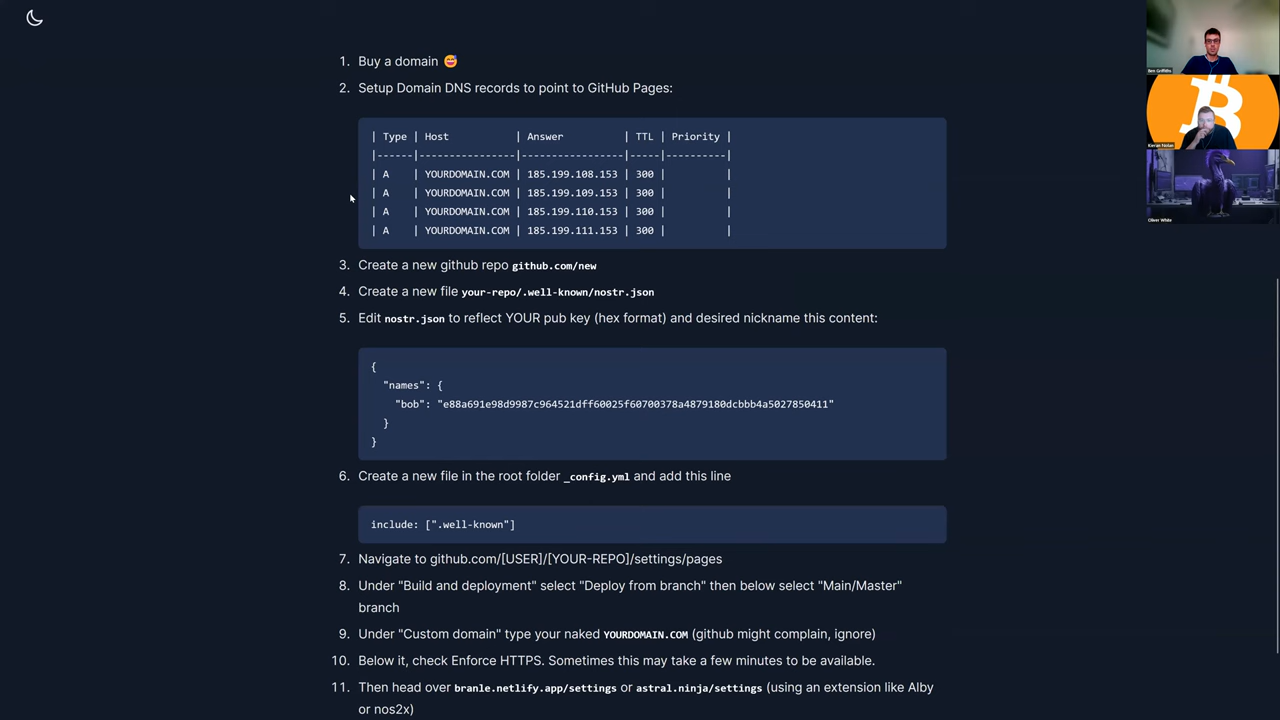 1. Buy a domain 😅
2. Setup Domain DNS records to point to GitHub Pages:
| Type | Host | Answer | TTL | Priority |
|------|---------------|----------------|-----|----------|
| A | YOURDOMAIN.COM | 185.199.108.153 | 300 | |
| A | YOURDOMAIN.COM | 185.199.109.153 | 300 | |
| A | YOURDOMAIN.COM | 185.199.110.153 | 300 | |
| A | YOURDOMAIN.COM | 185.199.111.153 | 300 | |
3. Create a new github repo github.com/new
4. Create a new file your-repo/.well-known/nostr.json
5. Edit nostr.json to reflect YOUR pub key (hex format) and desired nickname this content:
{
"names": {
"bob": "e88a691e98d9987c964521dff60025f60700378a4879180dcbbb4a5027850411"
}
}
6. Create a new file in the root folder _config.yml and add this line
include: [".well-known"]
7. Navigate to github.com/[USER]/[YOUR-REPO]/settings/pages
8. Under "Build and deployment" select "Deploy from branch" then below select "Main/Master"
branch
9. Under "Custom domain" type your naked YOURDOMAIN.COM (github might complain, ignore)
10. Below it, check Enforce HTTPS. Sometimes this may take a few minutes to be available.
11. Then head over branle.netlify.app/settings or astral.ninja/settings (using an extension like Alby
or nos2x)
Ben Griffiths
Kieran Nolan
Oliver White